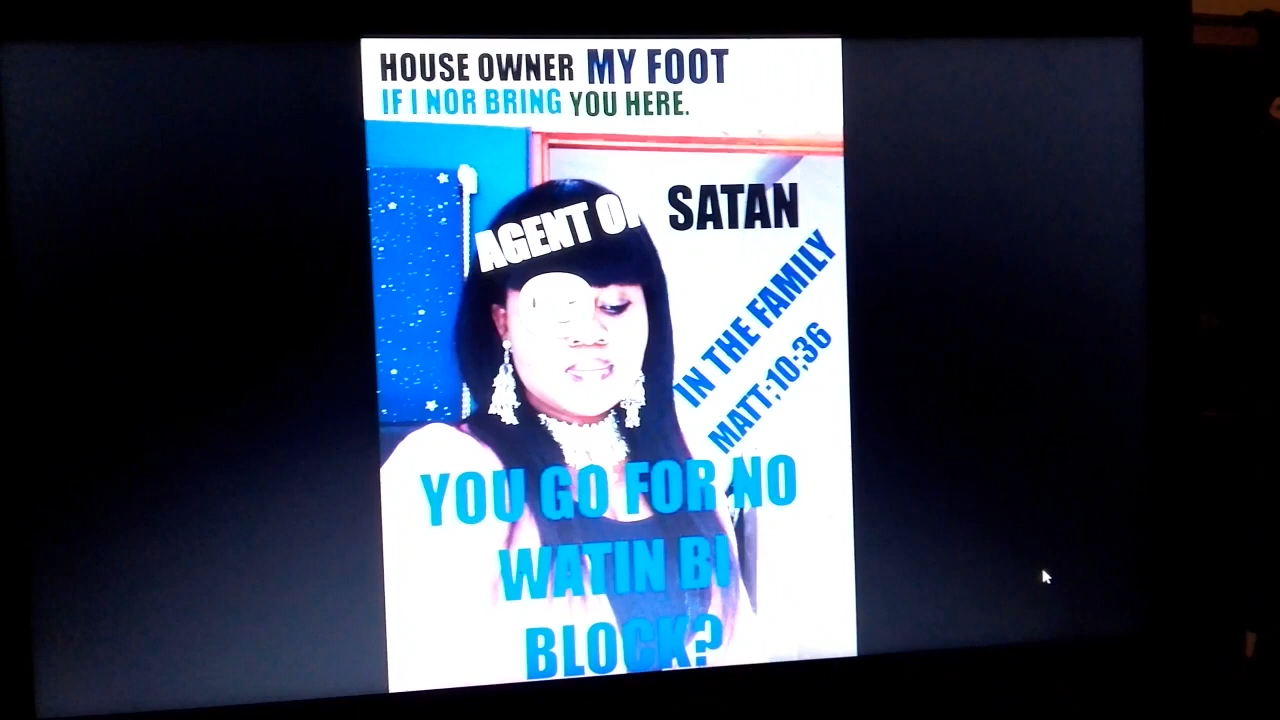 HOUSE OWNER MY FOOT
IF I NOR BRING YOU HERE.
AGENT OF SATAN
IN THE FAMILY
MATT;10;36
YOU GO FOR NO
WATIN BI
BLOCK?